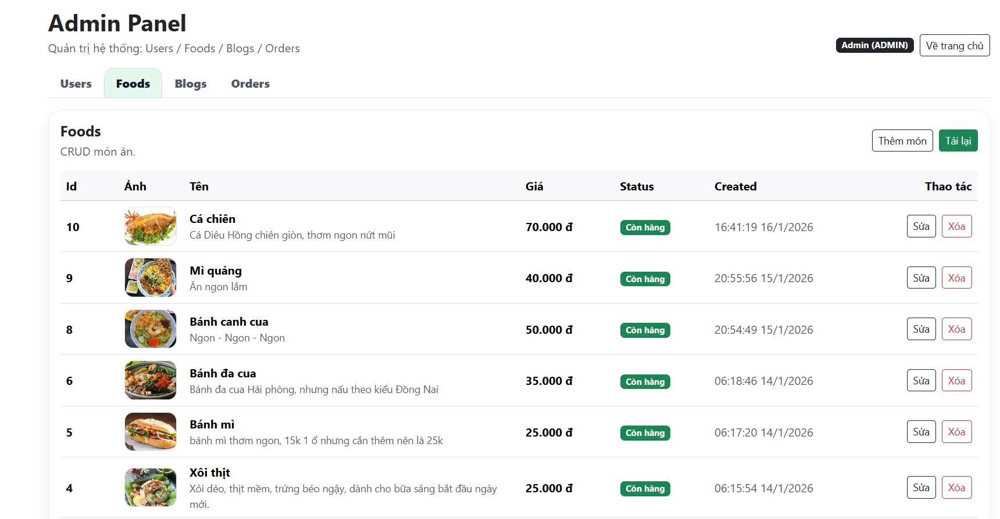 Admin Panel
Quản trị hệ thống: Users / Foods / Blogs / Orders
Admin (ADMIN) Về trang chủ
Users Foods Blogs Orders
Foods
CRUD món ăn.
Thêm món Tải lại
Id Ảnh Tên Giá Status Created Thao tác
10 Cá chiên 70.000 đ Còn hàng 16:41:19 16/1/2026 Sửa Xóa
Cá Diêu Hồng chiên giòn, thơm ngon nứt mũi
9 Mì quảng 40.000 đ Còn hàng 20:55:56 15/1/2026 Sửa Xóa
Ăn ngon lắm
8 Bánh canh cua 50.000 đ Còn hàng 20:54:49 15/1/2026 Sửa Xóa
Ngon - Ngon - Ngon
6 Bánh đa cua 35.000 đ Còn hàng 06:18:46 14/1/2026 Sửa Xóa
Bánh đa cua Hải phòng, nhưng nấu theo kiểu Đồng Nai
5 Bánh mì 25.000 đ Còn hàng 06:17:20 14/1/2026 Sửa Xóa
bánh mì thơm ngon, 15k 1 ổ nhưng cắn thêm nên là 25k
4 Xôi thịt 25.000 đ Còn hàng 06:15:54 14/1/2026 Sửa Xóa
Xôi dẻo, thịt mềm, trứng béo ngậy, dành cho bữa sáng bắt đầu ngày
mới.